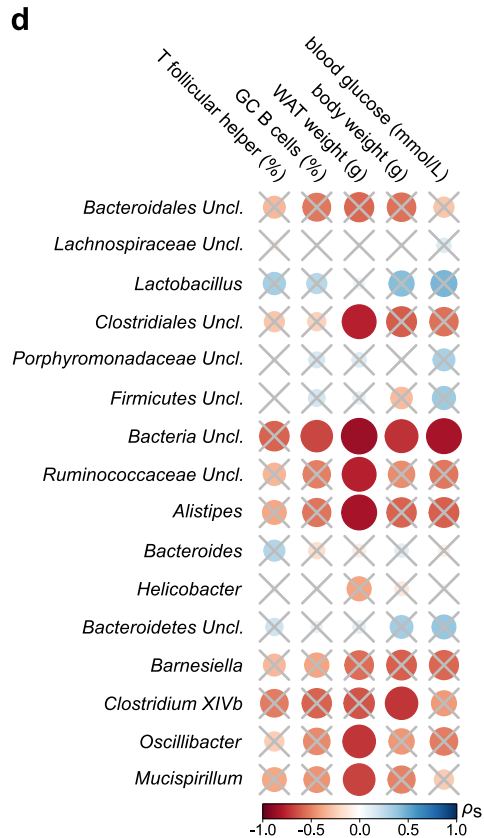 d
T follicular helper (%)
GC B cells (%)
WAT weight (g)
body weight (g)
blood glucose (mmol/L)
Bacteroidales Uncl.
Lachnospiraceae Uncl.
Lactobacillus
Clostridiales Uncl.
Porphyromonadaceae Uncl.
Firmicutes Uncl.
Bacteria Uncl.
Ruminococcaceae Uncl.
Alistipes
Bacteroides
Helicobacter
Bacteroidetes Uncl.
Barnesiella
Clostridium XIVb
Oscillibacter
Mucispirillum
-1.0 -0.5 0.0 0.5 1.0 ρS